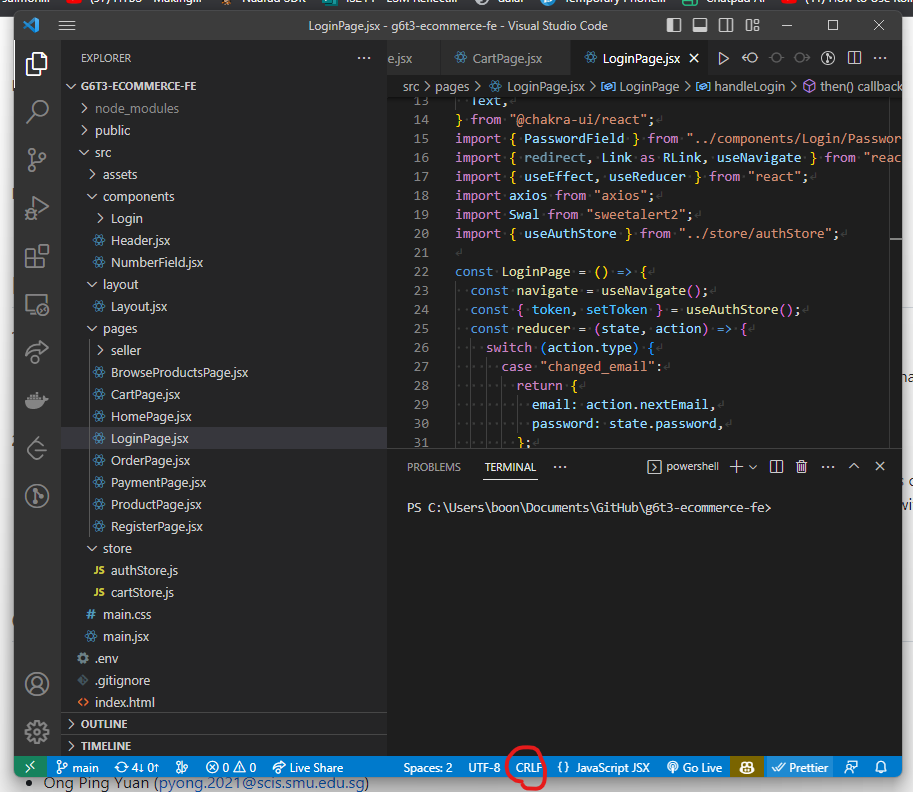 LoginPage.jsx - g6t3-ecommerce-fe - Visual Studio Code
EXPLORER
G6T3-ECOMMERCE-FE
node_modules
public
src
assets
components
Login
Header.jsx
NumberField.jsx
layout
Layout.jsx
pages
seller
BrowseProductsPage.jsx
CartPage.jsx
HomePage.jsx
LoginPage.jsx
OrderPage.jsx
PaymentPage.jsx
ProductPage.jsx
RegisterPage.jsx
store
JS authStore.js
JS cartStore.js
# main.css
main.jsx
.env
.gitignore
<> index.html
OUTLINE
TIMELINE
e.jsx CartPage.jsx LoginPage.jsx
src > pages > LoginPage.jsx > LoginPage > handleLogin > then() callback
13 Text,
14 } from "@chakra-ui/react";
15 import { PasswordField } from "../components/Login/Passwor
16 import { redirect, Link as RLink, useNavigate } from "reac
17 import { useEffect, useReducer } from "react";
18 import axios from "axios";
19 import Swal from "sweetalert2";
20 import { useAuthStore } from "../store/authStore";
21
22 const LoginPage = () => {
23 const navigate = useNavigate();
24 const { token, setToken } = useAuthStore();
25 const reducer = (state, action) => {
26 switch (action.type) {
27 case "changed_email":
28 return {
29 email: action.nextEmail,
30 password: state.password,
31 };
PROBLEMS TERMINAL powershell
PS C:\Users\boon\Documents\GitHub\g6t3-ecommerce-fe>
main 4↓ 0↑ 0 0 Live Share Spaces: 2 UTF-8 CRLF {} JavaScript JSX Go Live Prettier
Ong Ping Yuan (pyong.2021@scis.smu.edu.sg)